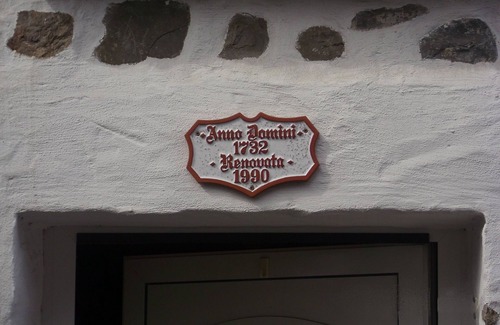 Anno Domini
1732
Renovata
1990